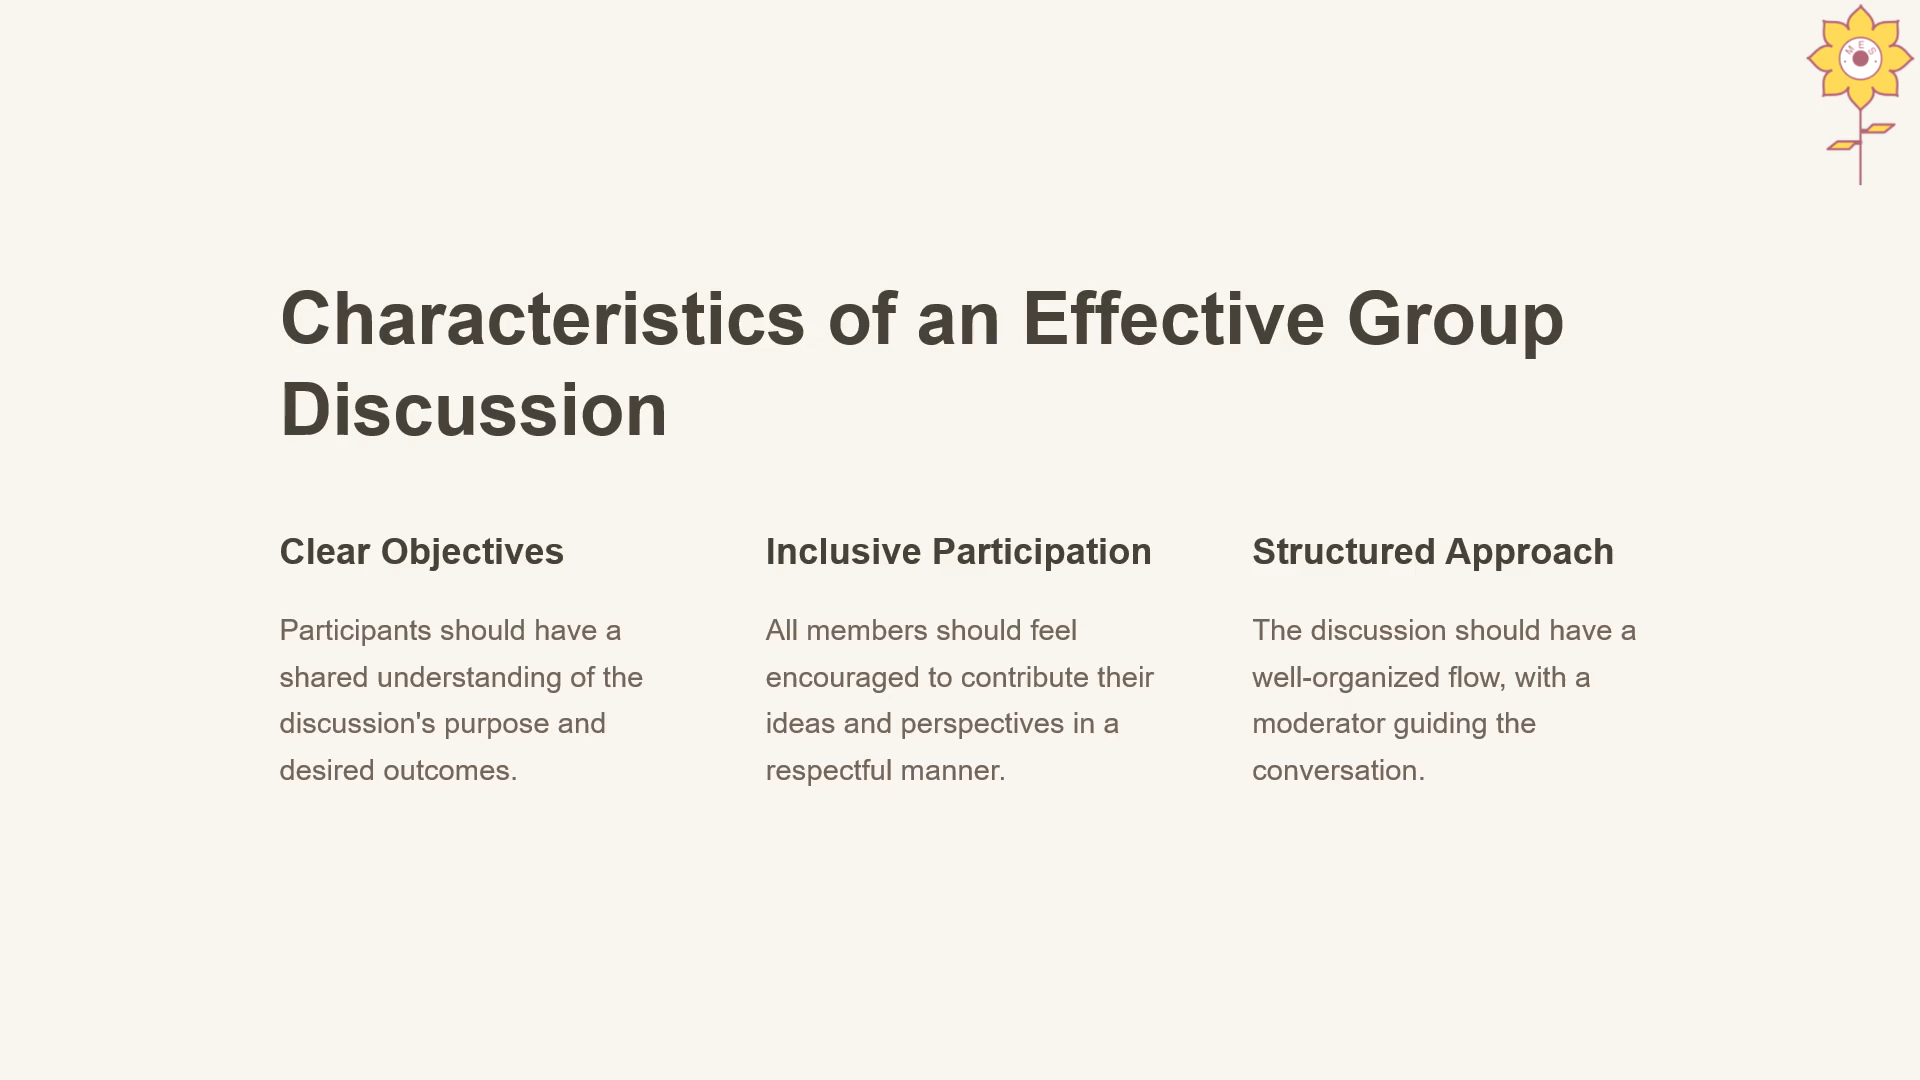 MES
Characteristics of an Effective Group
Discussion
Clear Objectives
Participants should have a
shared understanding of the
discussion's purpose and
desired outcomes.
Inclusive Participation
All members should feel
encouraged to contribute their
ideas and perspectives in a
respectful manner.
Structured Approach
The discussion should have a
well-organized flow, with a
moderator guiding the
conversation.